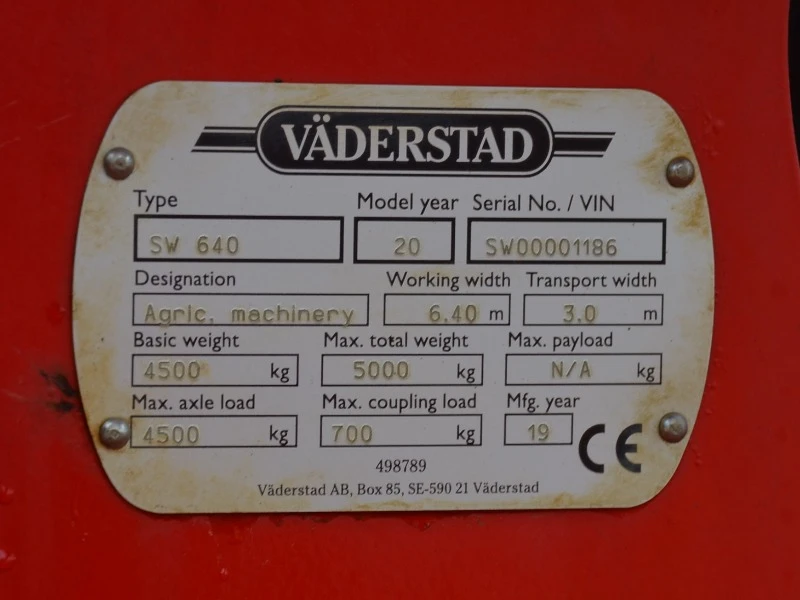 VÄDERSTAD
Type Model year Serial No. / VIN
SW 640 20 SW00001186
Designation Working width Transport width
Agric. machinery 6.40 m 3.0 m
Basic weight Max. total weight Max. payload
4500 kg 5000 kg N/A kg
Max. axle load Max. coupling load Mfg. year
4500 kg 700 kg 19 CE
498789
Väderstad AB, Box 85, SE-590 21 Väderstad